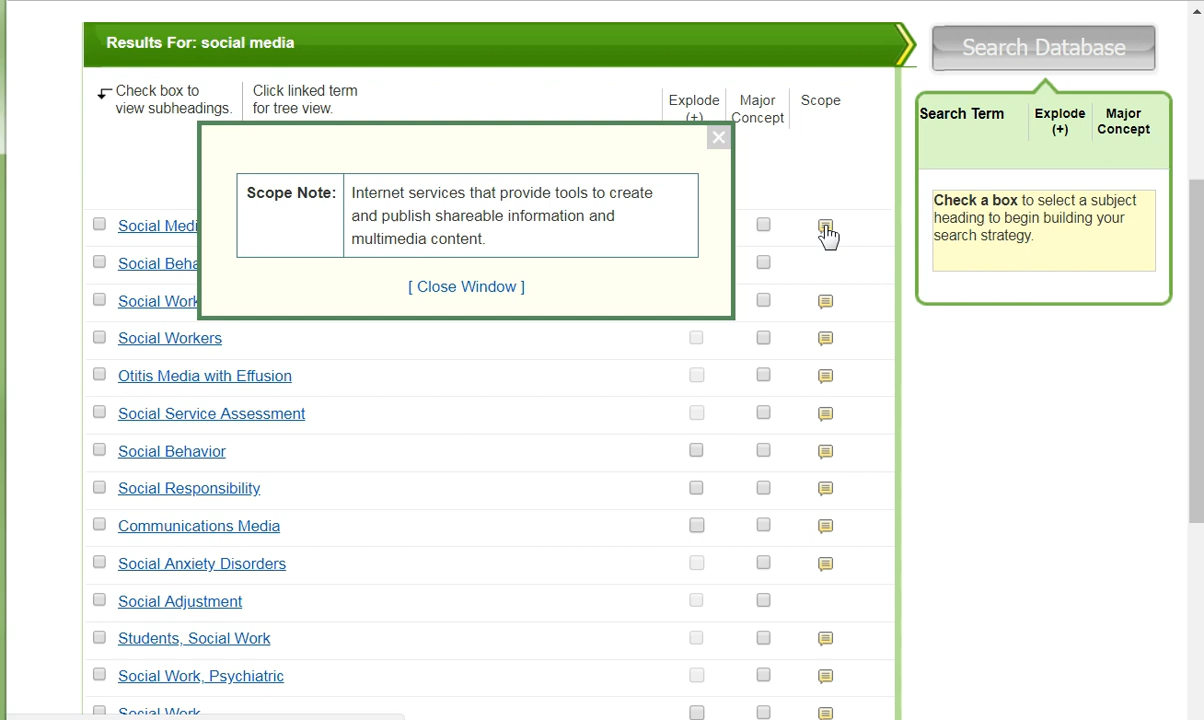 Results For: social media
Search Database
Check box to
view subheadings.
Click linked term
for tree view.
Explode
(+)
Major
Concept
Scope
Search Term
Explode
(+)
Major
Concept
Scope Note:
Internet services that provide tools to create
and publish shareable information and
multimedia content.
[ Close Window ]
Check a box to select a subject
heading to begin building your
search strategy.
Social Medi
Social Beha
Social Work
Social Workers
Otitis Media with Effusion
Social Service Assessment
Social Behavior
Social Responsibility
Communications Media
Social Anxiety Disorders
Social Adjustment
Students, Social Work
Social Work, Psychiatric
Social Work